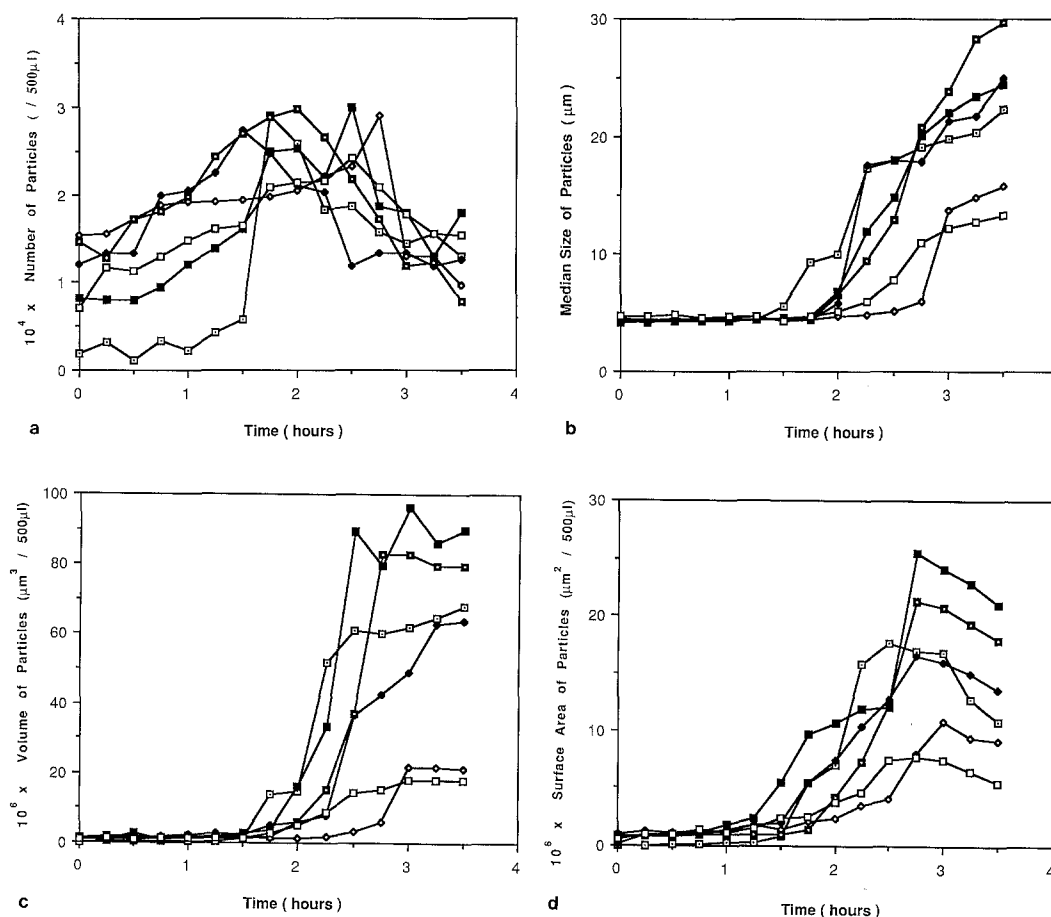 10⁴ x Number of Particles ( / 500µl)
4
3
2
1
0
0 1 2 3 4
a
Time ( hours )
Median Size of Particles (µm)
30
20
10
0
0 1 2 3 4
b
Time ( hours )
10⁶ x Volume of Particles (µm³ / 500µl)
100
80
60
40
20
0
0 1 2 3 4
c
Time ( hours )
10⁶ x Surface Area of Particles (µm² / 500µl)
30
20
10
0
0 1 2 3 4
d
Time ( hours )